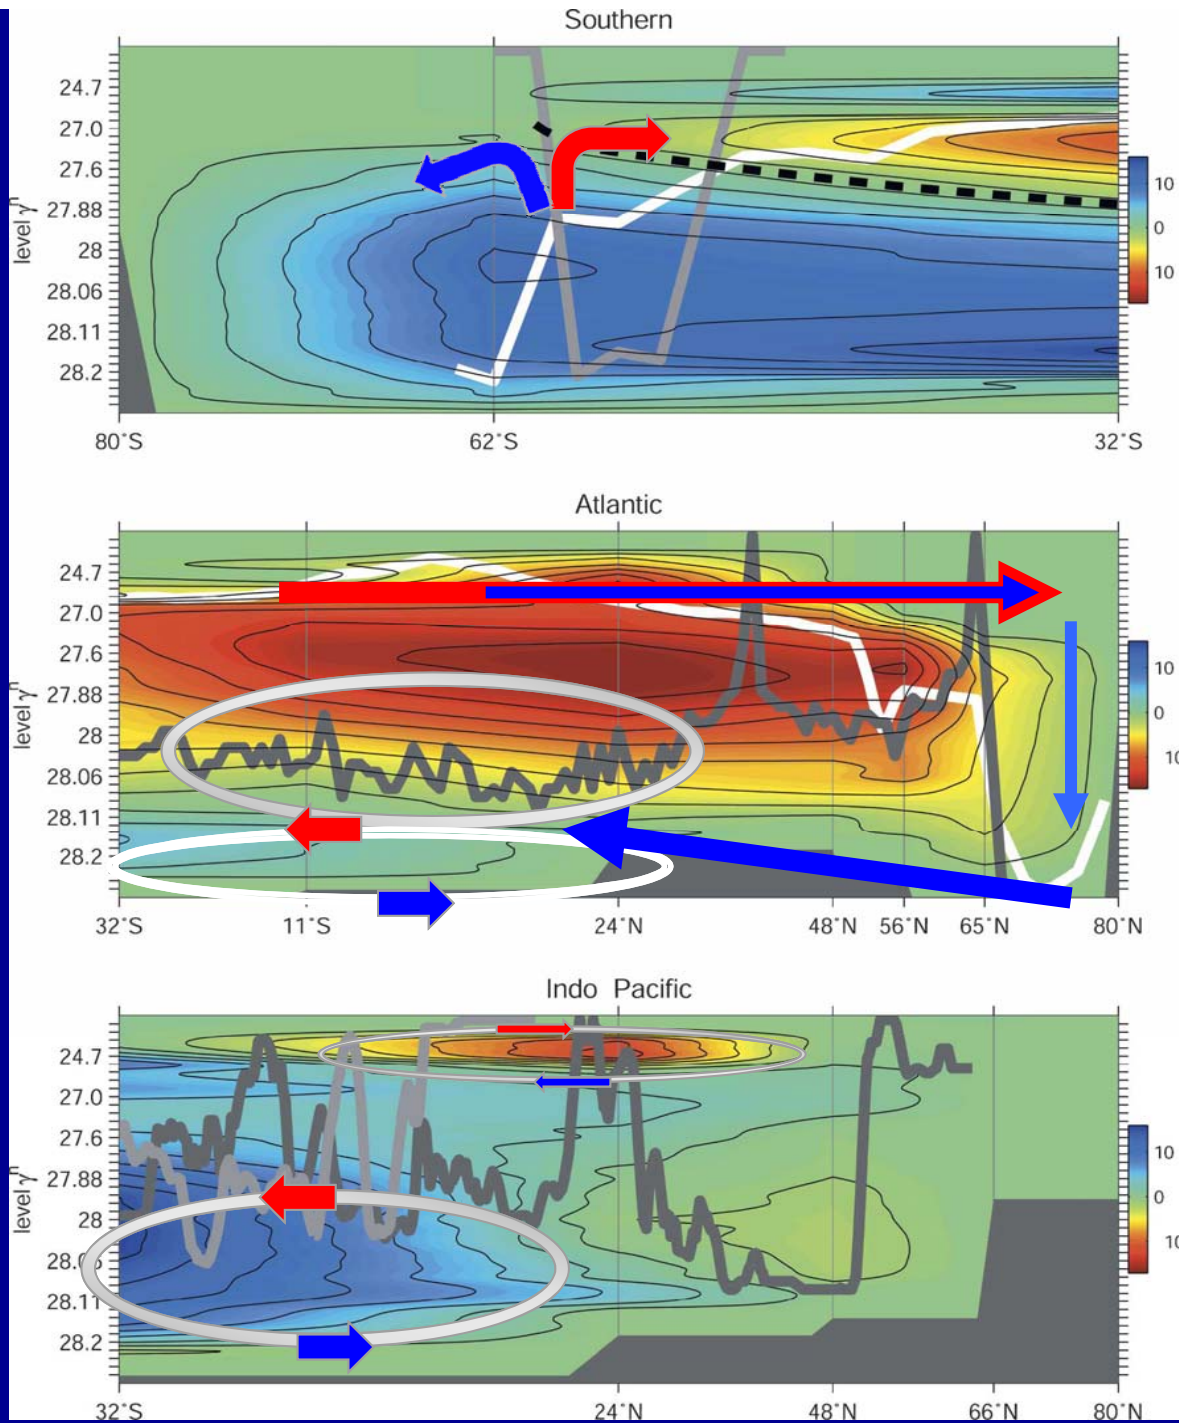 Southern
24.7
27.0
27.6
27.88
28
28.06
28.11
28.2
level γⁿ
10
0
10
80°S
62°S
32°S
Atlantic
24.7
27.0
27.6
27.88
28
28.06
28.11
28.2
level γⁿ
10
0
10
32°S
11°S
24°N
48°N
56°N
65°N
80°N
Indo Pacific
24.7
27.0
27.6
27.88
28
28.11
28.2
level γⁿ
10
0
10
32°S
24°N
48°N
66°N
80°N